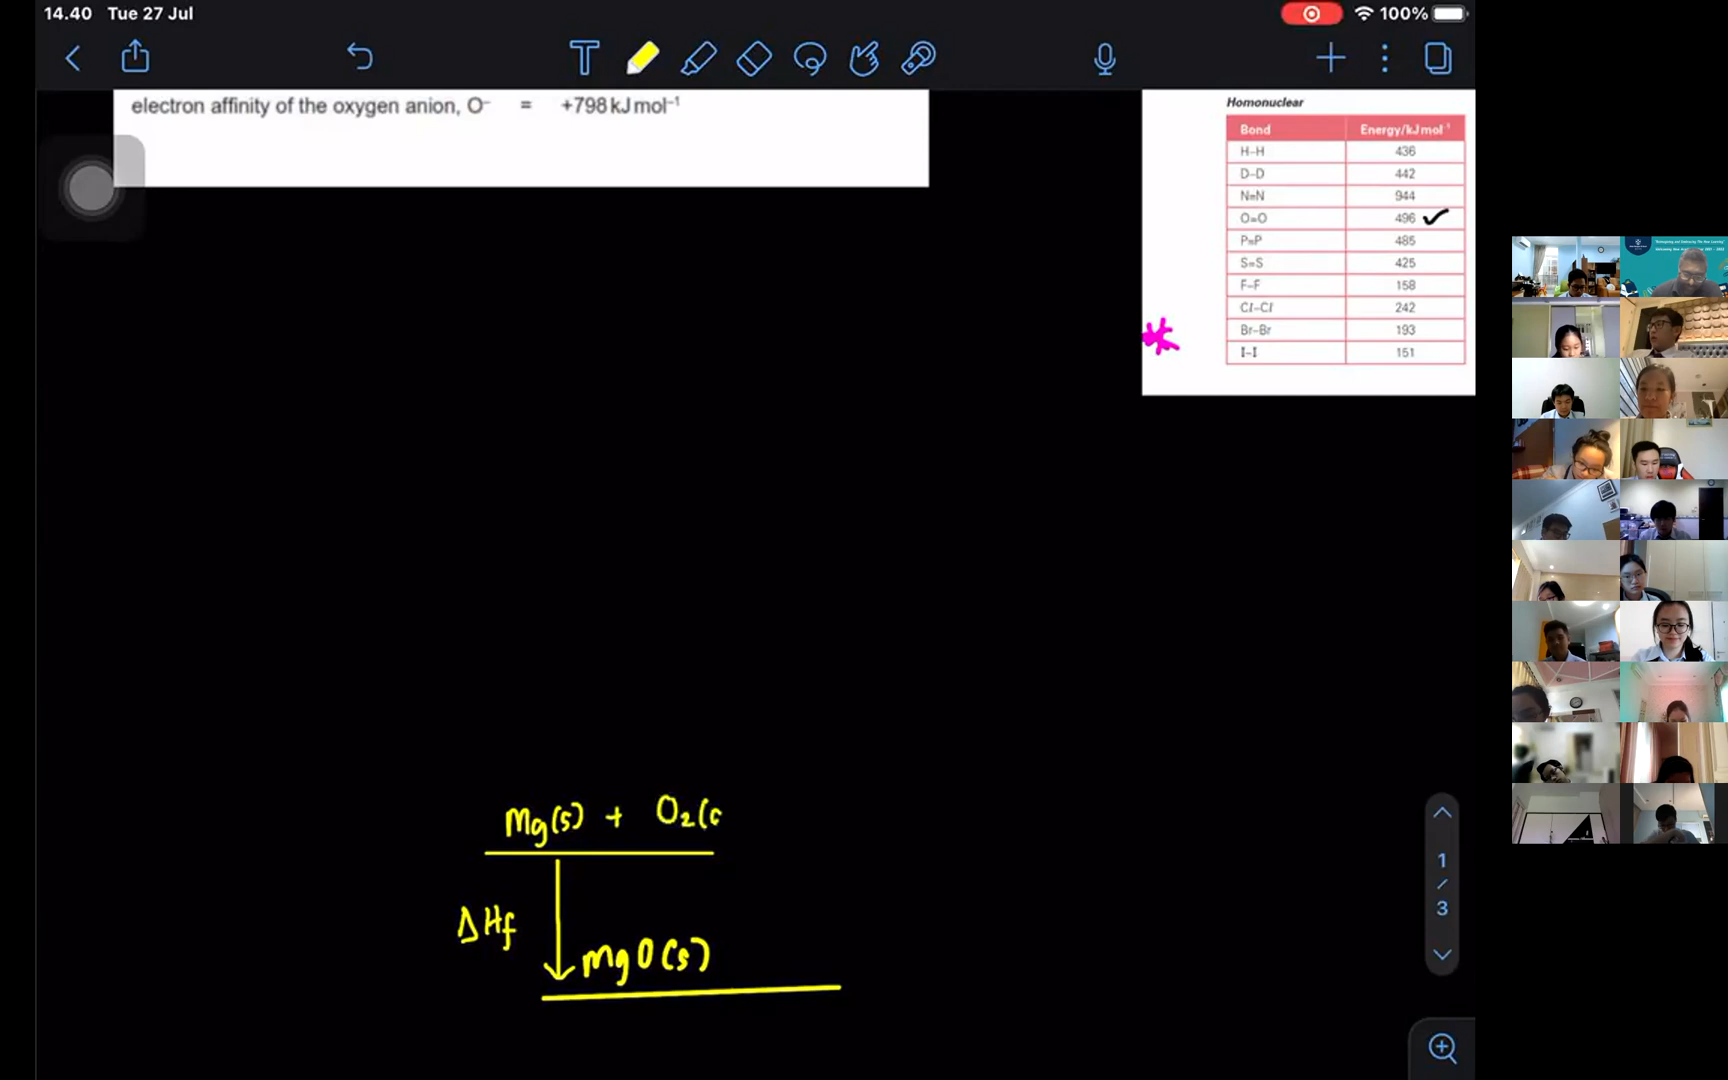 14.40 Tue 27 Jul
100%
electron affinity of the oxygen anion, O⁻ = +798 kJ mol⁻¹
Homonuclear
Bond Energy/kJ mol⁻¹
H–H 436
D–D 442
N≡N 944
O=O 496 ✓
P≡P 485
S=S 425
F–F 158
Cl–Cl 242
Br–Br 193
I–I 151
Mg(s) + O₂(
ΔHf
MgO(s)
1
/
3